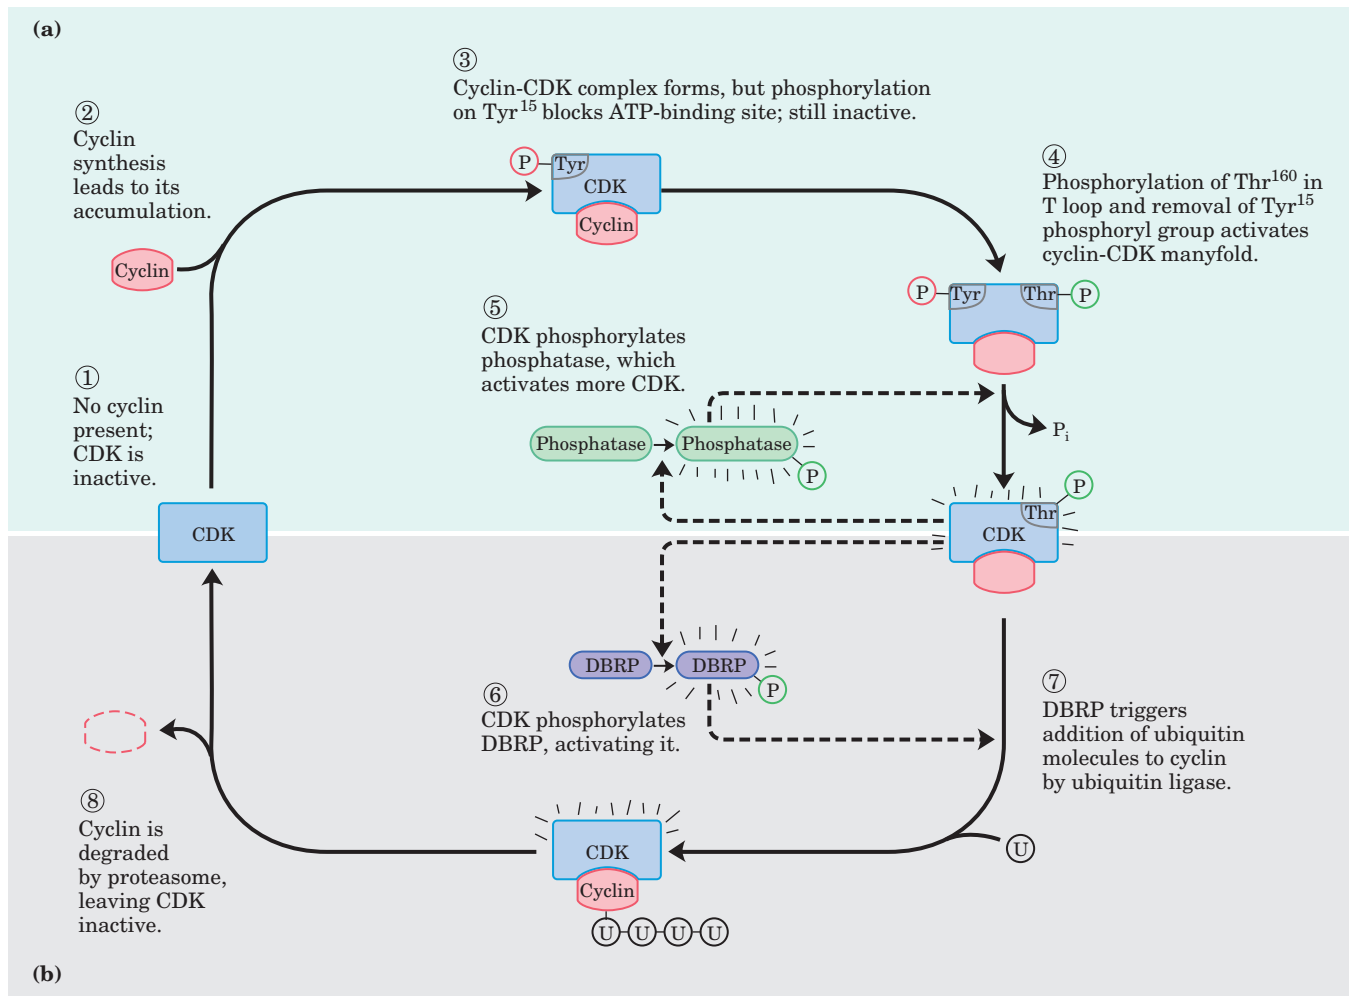 (a)
③
Cyclin-CDK complex forms, but phosphorylation
on Tyr¹⁵ blocks ATP-binding site; still inactive.
②
Cyclin
synthesis
leads to its
accumulation.
P
Tyr
CDK
Cyclin
④
Phosphorylation of Thr¹⁶⁰ in
T loop and removal of Tyr¹⁵
phosphoryl group activates
cyclin-CDK manyfold.
Cyclin
P
Tyr
Thr
P
⑤
CDK phosphorylates
phosphatase, which
activates more CDK.
①
No cyclin
present;
CDK is
inactive.
Phosphatase
Phosphatase
P
Pᵢ
P
Thr
CDK
CDK
DBRP
DBRP
P
⑥
CDK phosphorylates
DBRP, activating it.
⑦
DBRP triggers
addition of ubiquitin
molecules to cyclin
by ubiquitin ligase.
⑧
Cyclin is
degraded
by proteasome,
leaving CDK
inactive.
CDK
Cyclin
U
U U U U
(b)